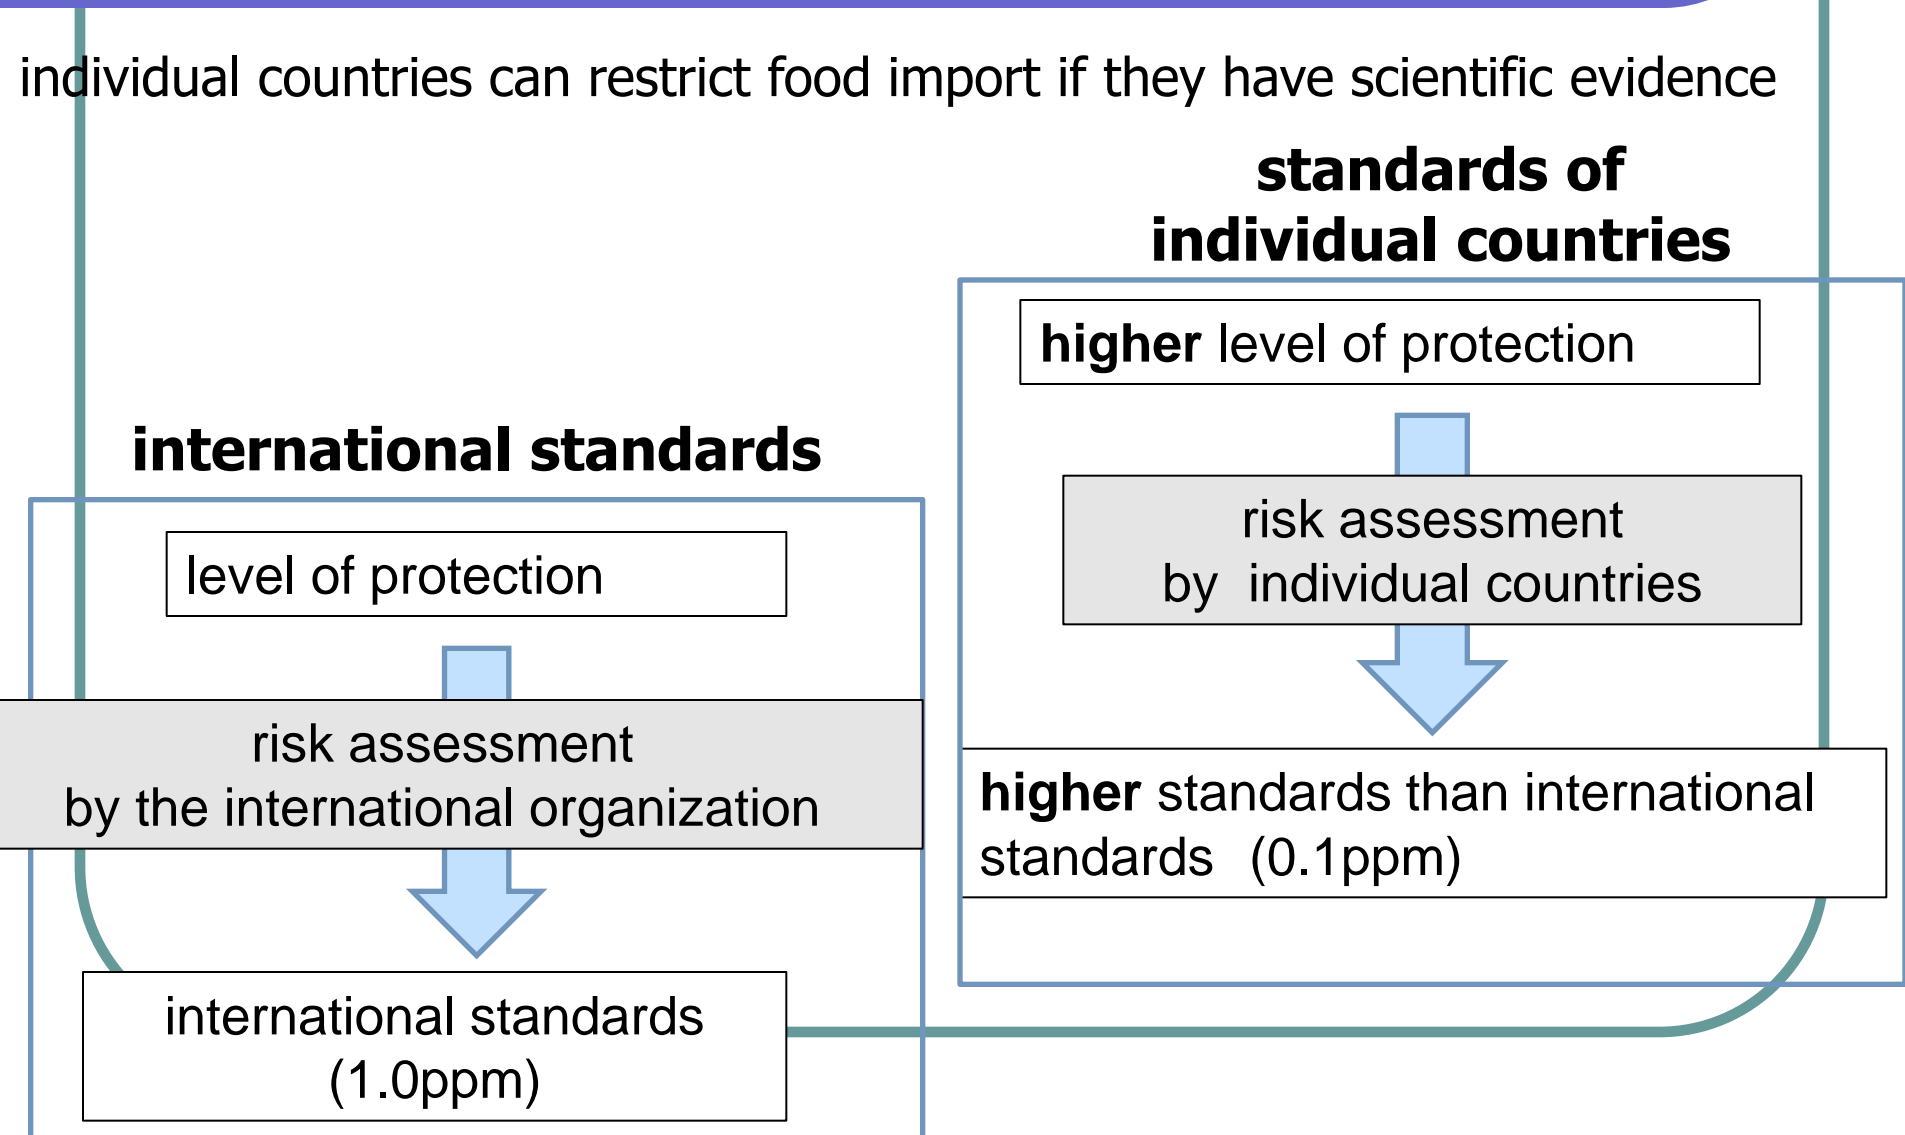 individual countries can restrict food import if they have scientific evidence
standards of
individual countries
higher level of protection
risk assessment
by individual countries
higher standards than international
standards (0.1ppm)
international standards
level of protection
risk assessment
by the international organization
international standards
(1.0ppm)